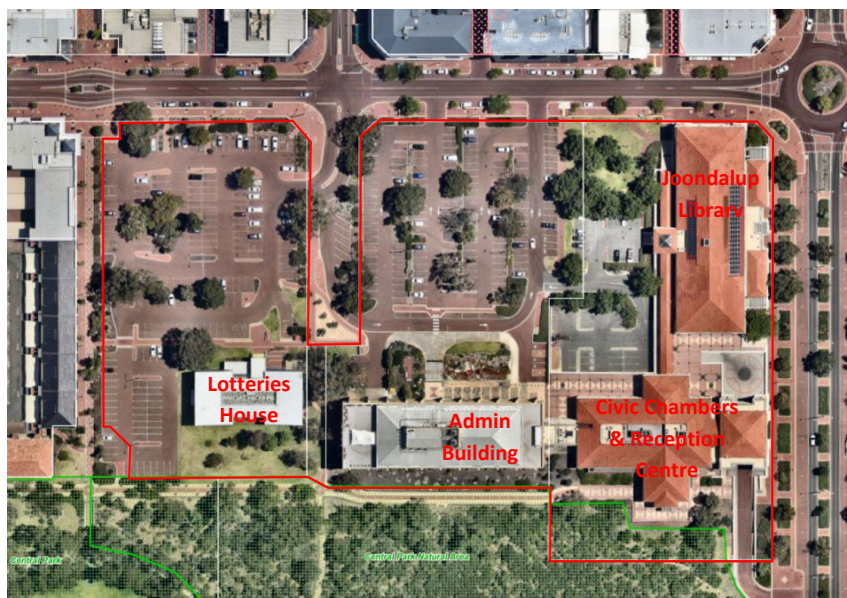 Joondalup
Library
Lotteries
House
Admin
Building
Civic Chambers
& Reception
Centre
Central Park
Central Park Natural Area